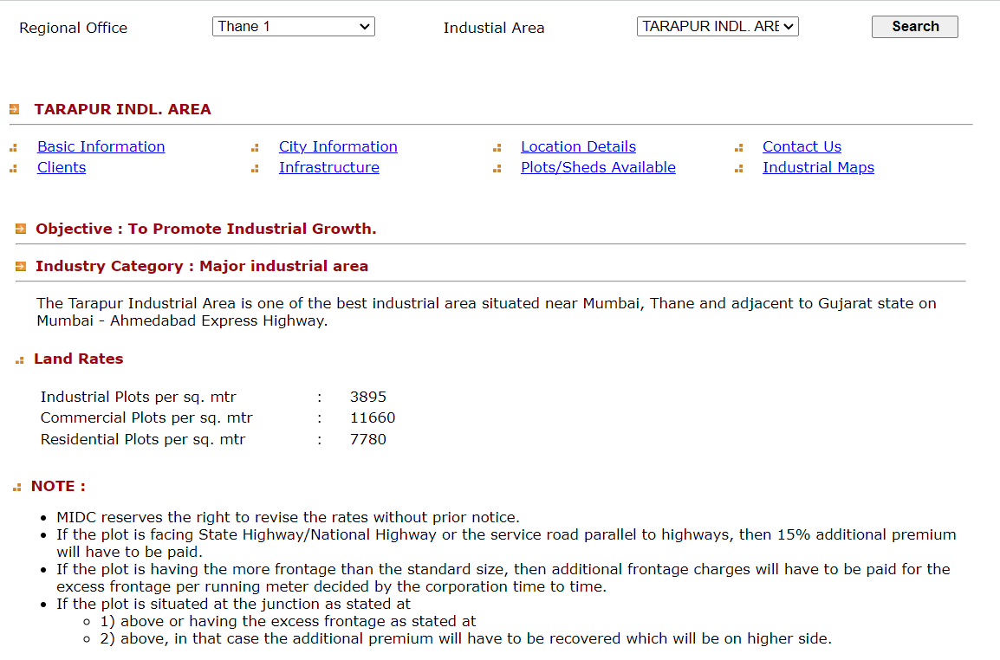 Regional Office Thane 1 Industial Area TARAPUR INDL. ARE Search
TARAPUR INDL. AREA
Basic Information City Information Location Details Contact Us
Clients Infrastructure Plots/Sheds Available Industrial Maps
Objective : To Promote Industrial Growth.
Industry Category : Major industrial area
The Tarapur Industrial Area is one of the best industrial area situated near Mumbai, Thane and adjacent to Gujarat state on
Mumbai - Ahmedabad Express Highway.
Land Rates
Industrial Plots per sq. mtr : 3895
Commercial Plots per sq. mtr : 11660
Residential Plots per sq. mtr : 7780
NOTE :
MIDC reserves the right to revise the rates without prior notice.
If the plot is facing State Highway/National Highway or the service road parallel to highways, then 15% additional premium
will have to be paid.
If the plot is having the more frontage than the standard size, then additional frontage charges will have to be paid for the
excess frontage per running meter decided by the corporation time to time.
If the plot is situated at the junction as stated at
1) above or having the excess frontage as stated at
2) above, in that case the additional premium will have to be recovered which will be on higher side.